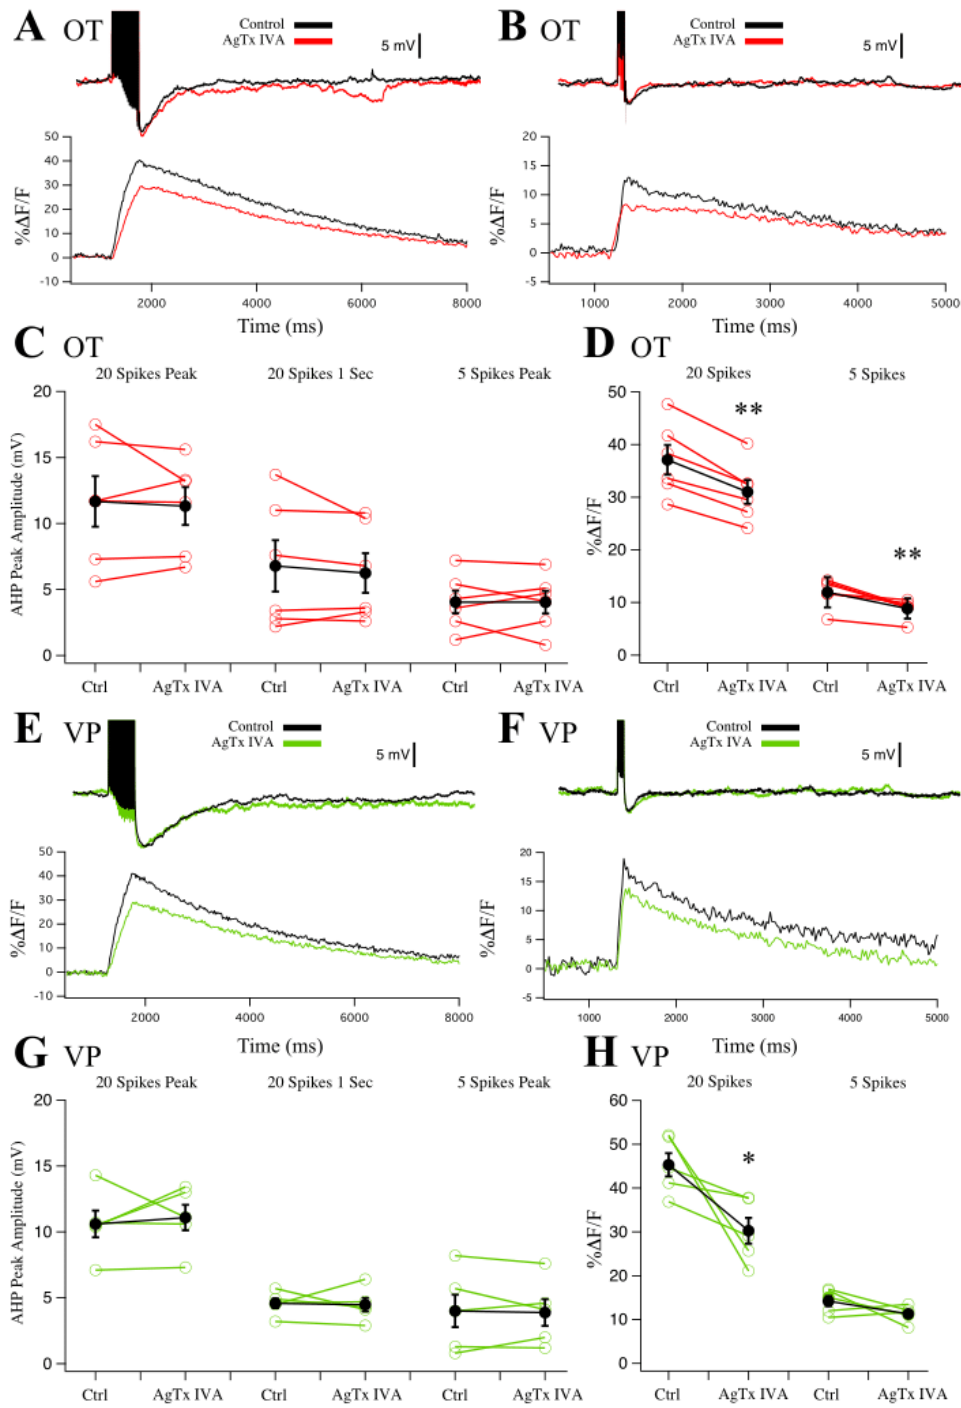 A OT
Control
AgTx IVA
5 mV
50
40
30
20
10
0
-10
%ΔF/F
2000
4000
6000
8000
Time (ms)
B OT
Control
AgTx IVA
5 mV
20
15
10
5
0
-5
%ΔF/F
1000
2000
3000
4000
5000
Time (ms)
C OT
20 Spikes Peak
20 Spikes 1 Sec
5 Spikes Peak
20
15
10
5
0
AHP Peak Amplitude (mV)
Ctrl
AgTx IVA
Ctrl
AgTx IVA
Ctrl
AgTx IVA
D OT
20 Spikes
5 Spikes
50
40
30
20
10
0
%ΔF/F
**
**
Ctrl
AgTx IVA
Ctrl
AgTx IVA
E VP
Control
AgTx IVA
5 mV
50
40
30
20
10
0
-10
%ΔF/F
2000
4000
6000
8000
Time (ms)
F VP
Control
AgTx IVA
5 mV
20
15
10
5
0
-5
%ΔF/F
1000
2000
3000
4000
5000
Time (ms)
G VP
20 Spikes Peak
20 Spikes 1 Sec
5 Spikes Peak
20
15
10
5
0
AHP Peak Amplitude (mV)
Ctrl
AgTx IVA
Ctrl
AgTx IVA
Ctrl
AgTx IVA
H VP
20 Spikes
5 Spikes
60
50
40
30
20
10
0
%ΔF/F
*
Ctrl
AgTx IVA
Ctrl
AgTx IVA